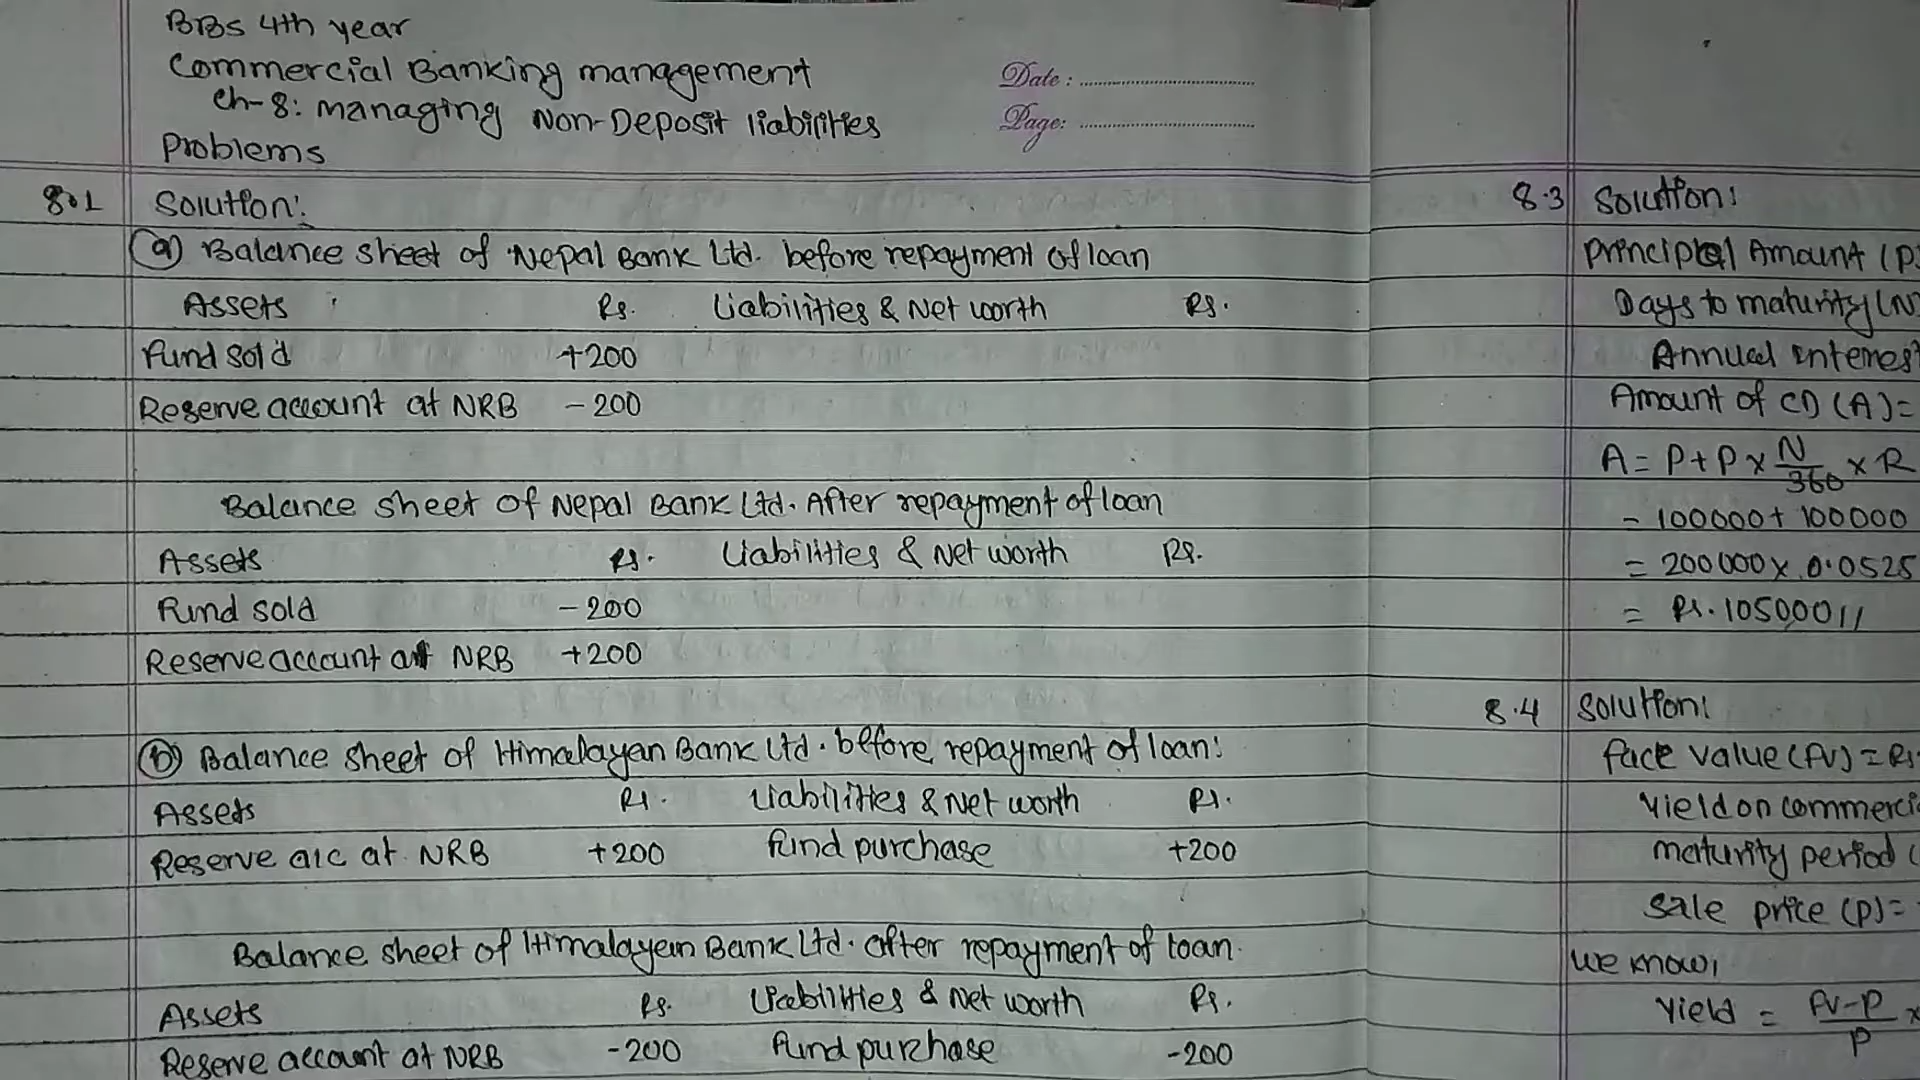 BBS 4th year
Commercial Banking management
Ch-8: managing Non-Deposit liabilities
Problems
Date :
Page:
8.1 Solution:
(a) Balance sheet of Nepal Bank Ltd. before repayment of loan
Assets Rs. Liabilities & Net worth Rs.
Fund Sold +200
Reserve account at NRB -200
Balance sheet of Nepal Bank Ltd. After repayment of loan
Assets Rs. Liabilities & Net worth Rs.
Fund sold -200
Reserve account at NRB +200
(b) Balance sheet of Himalayan Bank Ltd. before repayment of loan:
Assets Rs. Liabilities & Net worth Rs.
Reserve a/c at NRB +200 fund purchase +200
Balance sheet of Himalayan Bank Ltd. after repayment of loan.
Assets Rs. Liabilities & Net worth Rs.
Reserve account at NRB -200 Fund purchase -200
8.3 Solution:
Principal Amount (P)
Days to maturity (N)
Annual interest
Amount of CD (A) =
A = P + P x N/360 x R
= 100000 + 100000
= 200000 x 0.0525
= Rs. 10500011
8.4 Solution:
face value (FV) = Rs
Yield on commerci
maturity period (
Sale price (P) =
we know,
Yield = FV-P/P x